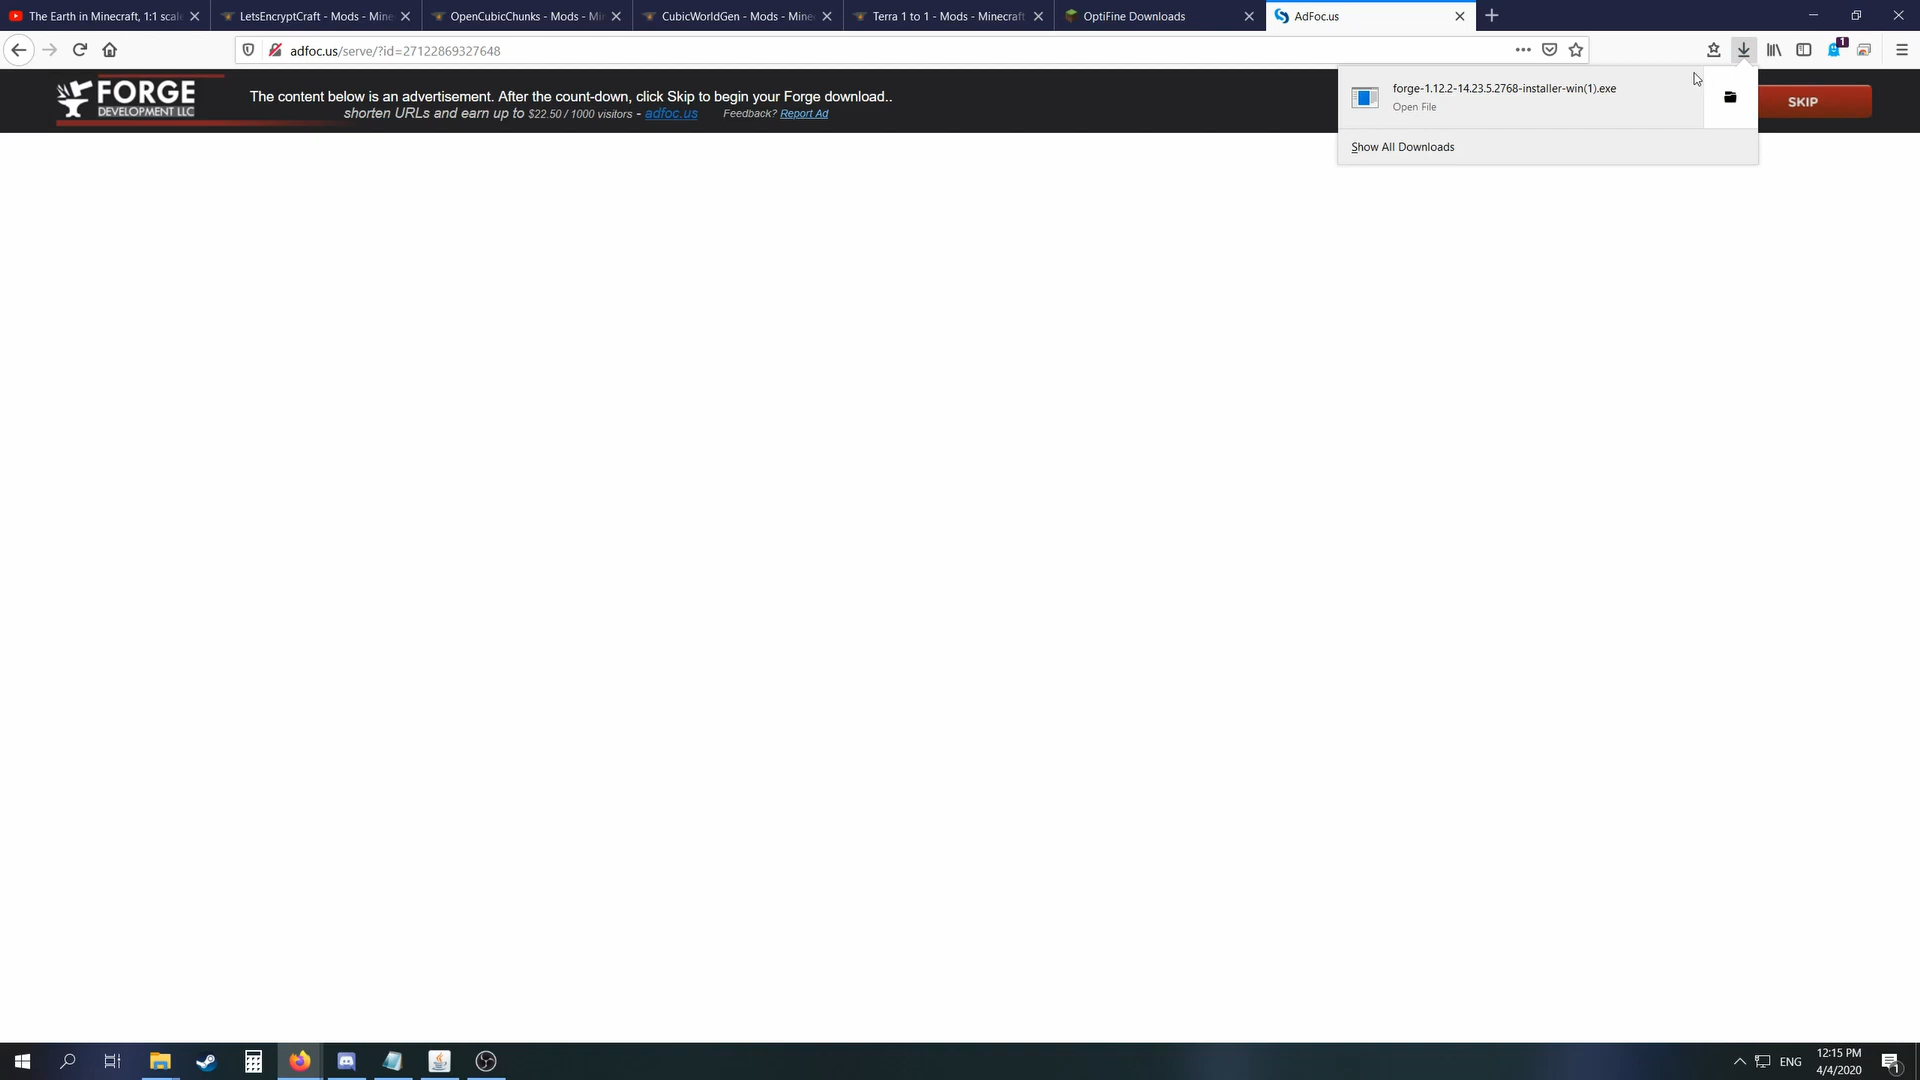 The Earth in Minecraft, 1:1 scal
LetsEncryptCraft - Mods - Mine
OpenCubicChunks - Mods - Mi
CubicWorldGen - Mods - Mine
Terra 1 to 1 - Mods - Minecraft
OptiFine Downloads
AdFoc.us
adfoc.us/serve/?id=27122869327648
1
FORGE
DEVELOPMENT LLC
The content below is an advertisement. After the count-down, click Skip to begin your Forge download..
shorten URLs and earn up to $22.50 / 1000 visitors - adfoc.us
Feedback? Report Ad
forge-1.12.2-14.23.5.2768-installer-win(1).exe
Open File
Show All Downloads
SKIP
ENG
12:15 PM
4/4/2020
1